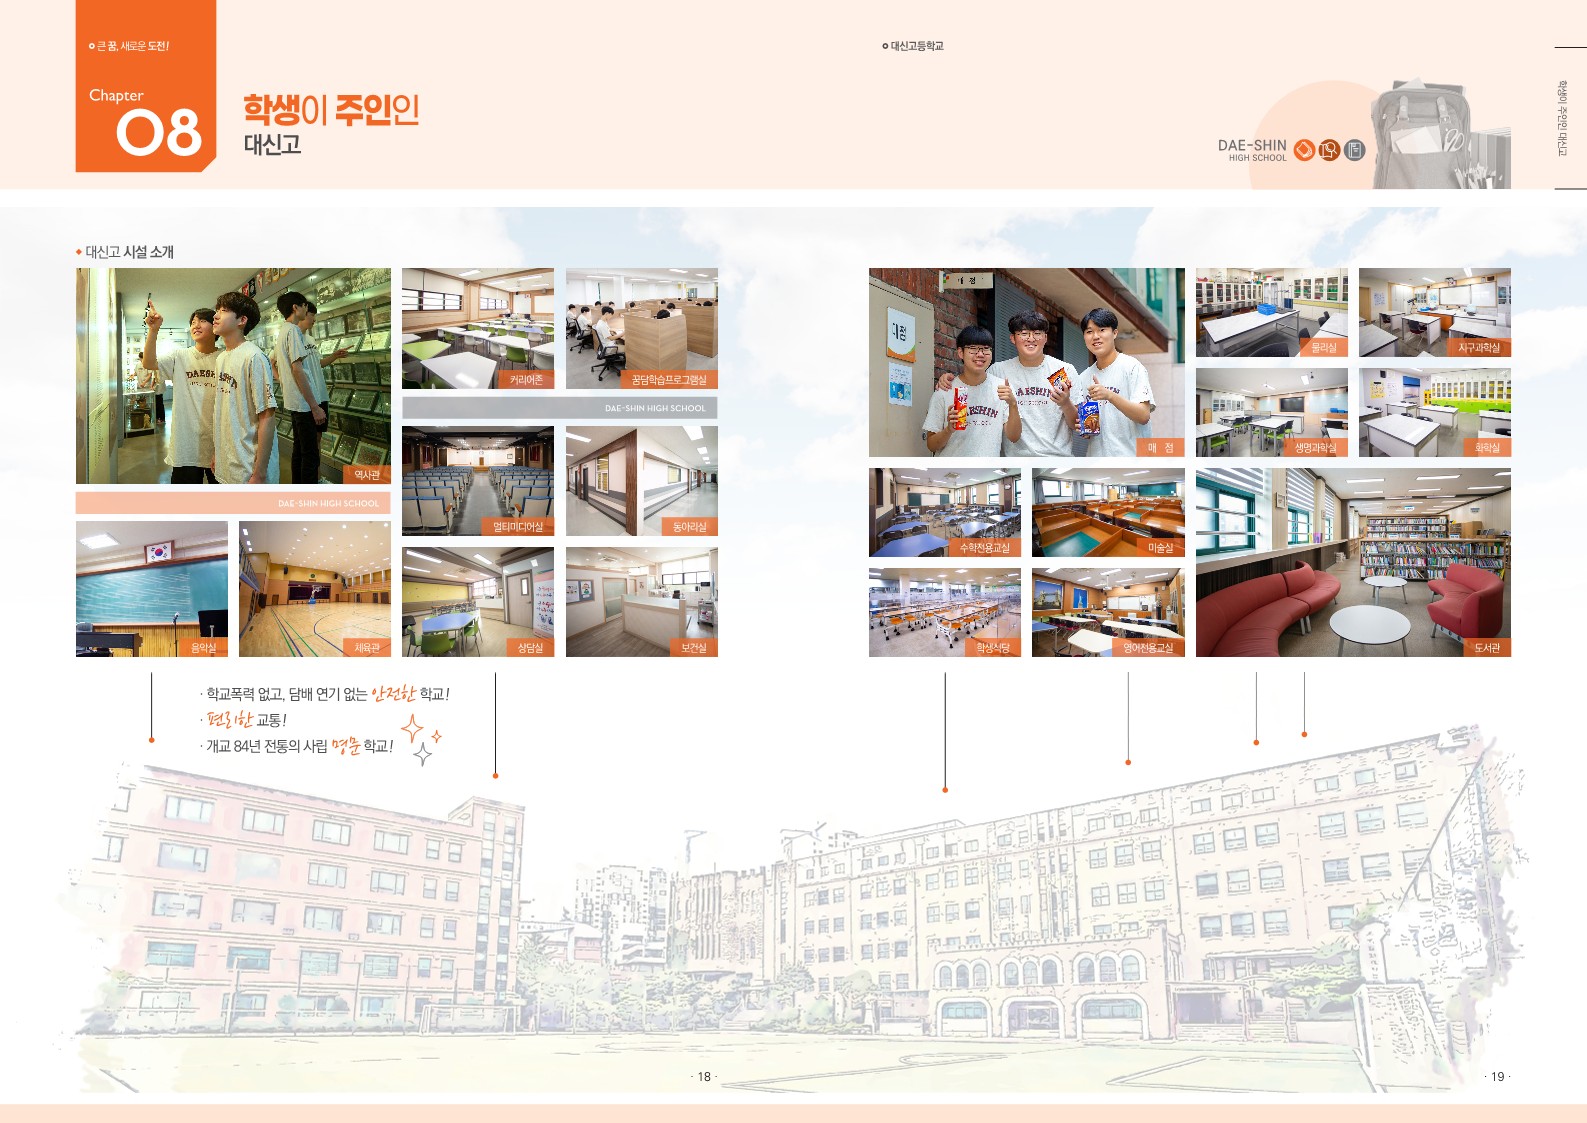 큰 꿈, 새로운 도전!
Chapter
08
학생이 주인인
대신고
대신고등학교
DAE-SHIN
HIGH SCHOOL
학생이 주인인 대신고
대신고 시설 소개
역사관
커리어존
꿈담학습프로그램실
DAE-SHIN HIGH SCHOOL
멀티미디어실
동아리실
DAE-SHIN HIGH SCHOOL
음악실
체육관
상담실
보건실
매 점
매점
DAESHIN
매 점
물리실
지구과학실
생명과학실
화학실
수학전용교실
미술실
학생식당
영어전용교실
도서관
· 학교폭력 없고, 담배 연기 없는 안전한 학교!
· 편리한 교통!
· 개교 84년 전통의 사립 명문 학교!
· 18 ·
· 19 ·